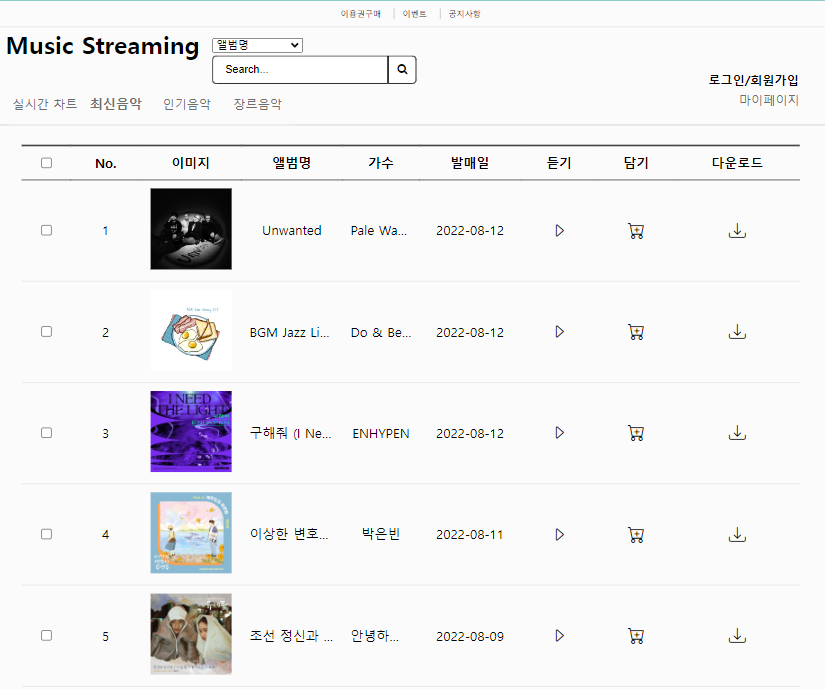 이용권구매 이벤트 공지사항
Music Streaming
앨범명
Search...
로그인/회원가입
마이페이지
실시간 차트 최신음악 인기음악 장르음악
No. 이미지 앨범명 가수 발매일 듣기 담기 다운로드
1 Unwanted Pale Wa... 2022-08-12
2 BGM Jazz Li... Do & Be... 2022-08-12
I NEED
THE LIGHT
3 구해줘 (I Ne... ENHYPEN 2022-08-12
4 이상한 변호... 박은빈 2022-08-11
5 조선 정신과 ... 안녕하... 2022-08-09